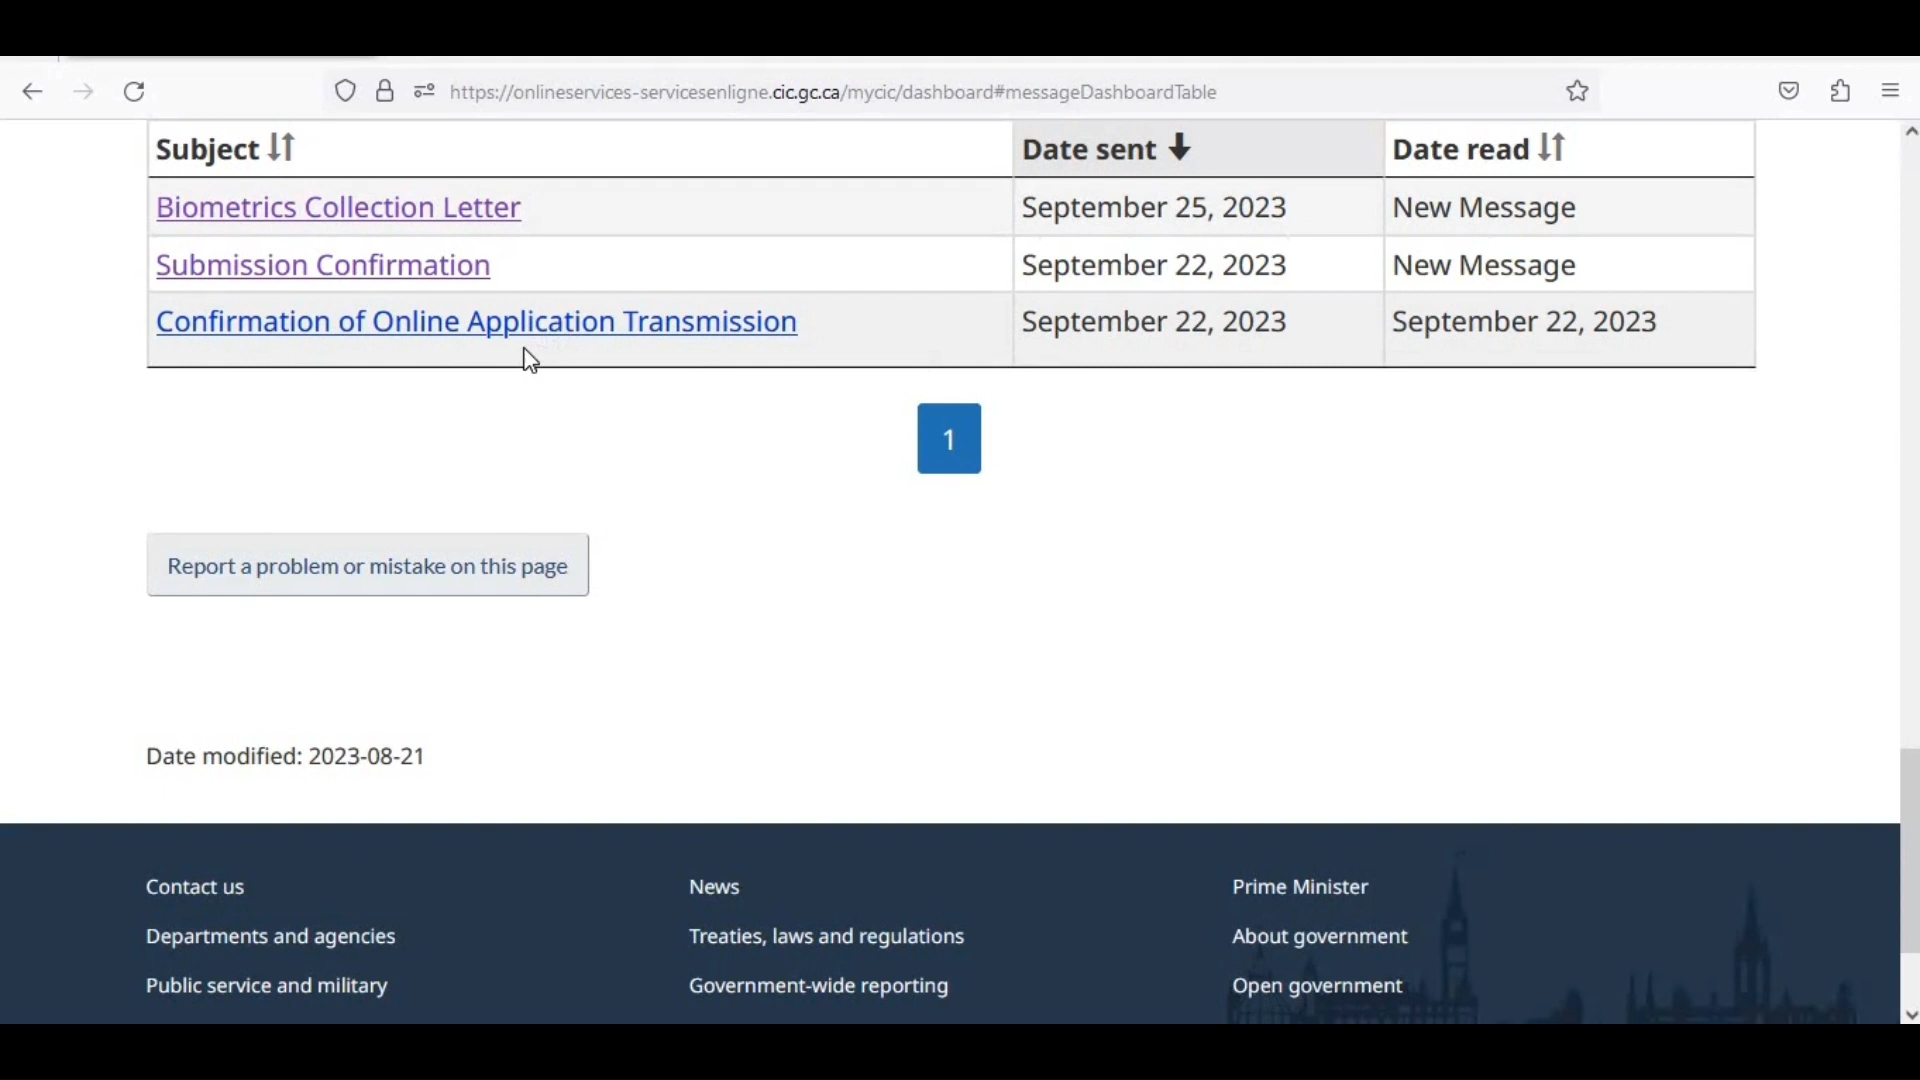 https://onlineservices-servicesenligne.cic.gc.ca/mycic/dashboard#messageDashboardTable
Subject Date sent Date read
Biometrics Collection Letter September 25, 2023 New Message
Submission Confirmation September 22, 2023 New Message
Confirmation of Online Application Transmission September 22, 2023 September 22, 2023
1
Report a problem or mistake on this page
Date modified: 2023-08-21
Contact us News Prime Minister
Departments and agencies Treaties, laws and regulations About government
Public service and military Government-wide reporting Open government